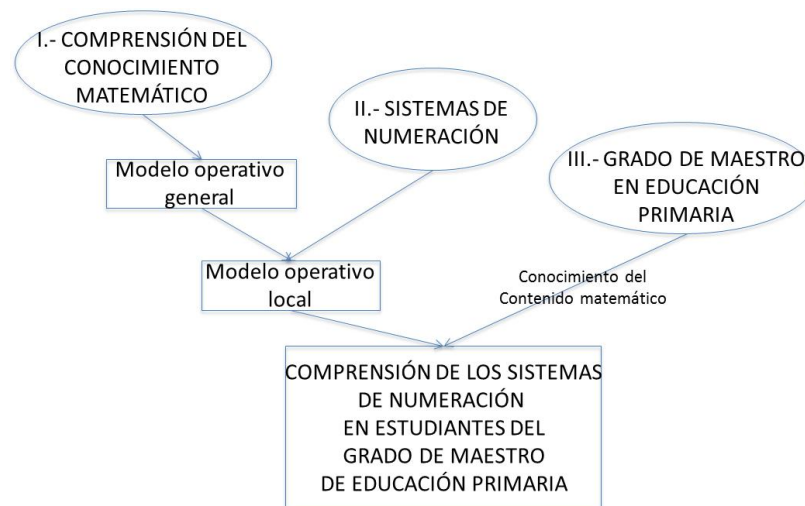 I.- COMPRENSIÓN DEL
CONOCIMIENTO
MATEMÁTICO
II.- SISTEMAS DE
NUMERACIÓN
III.- GRADO DE MAESTRO
EN EDUCACIÓN
PRIMARIA
Modelo operativo
general
Modelo operativo
local
Conocimiento del
Contenido matemático
COMPRENSIÓN DE LOS SISTEMAS
DE NUMERACIÓN
EN ESTUDIANTES DEL
GRADO DE MAESTRO
DE EDUCACIÓN PRIMARIA